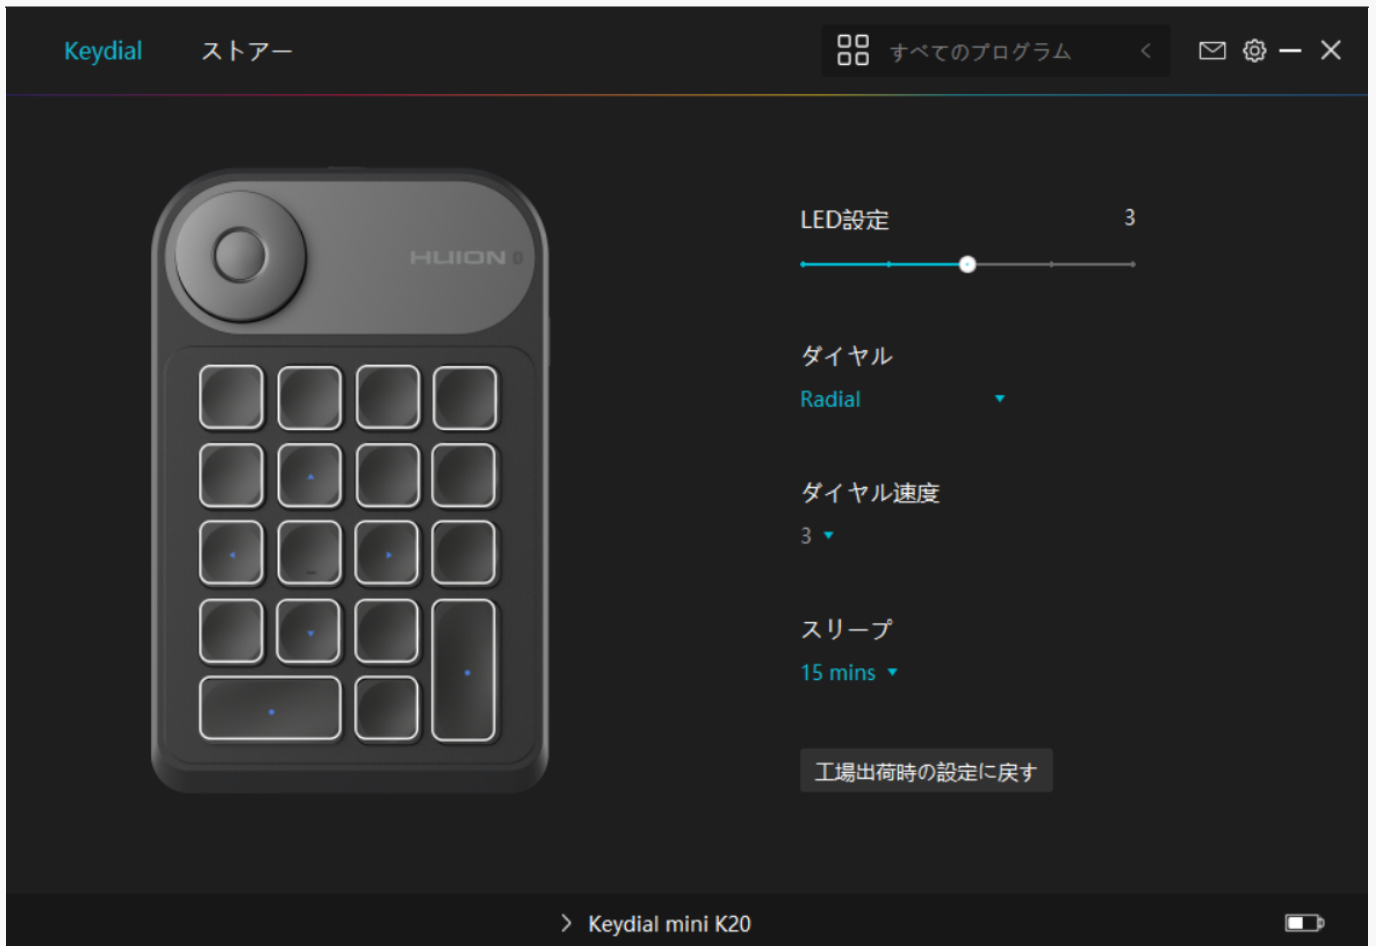 Keydial
ストアー
すべてのプログラム
HUION
LED設定
3
ダイヤル
Radial
ダイヤル速度
3
スリープ
15 mins
工場出荷時の設定に戻す
Keydial mini K20